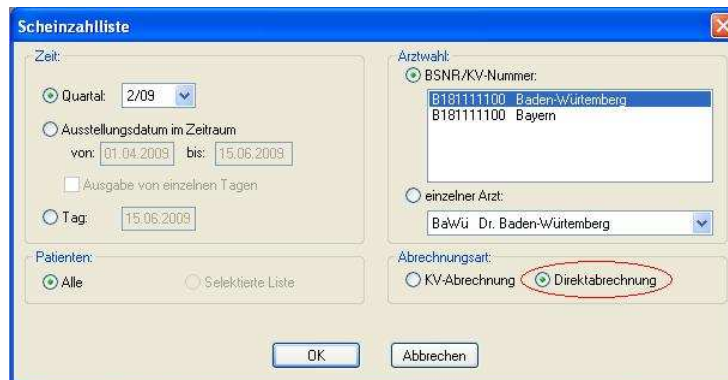 Scheinzahlliste
Zeit:
Quartal: 2/09
Ausstellungsdatum im Zeitraum
von: 01.04.2009 bis: 15.06.2009
Ausgabe von einzelnen Tagen
Tag: 15.06.2009
Patienten:
Alle Selektierte Liste
Arztwahl:
BSNR/KV-Nummer:
B181111100 Baden-Würtemberg
B181111100 Bayern
einzelner Arzt:
BaWü Dr. Baden-Würtemberg
Abrechnungsart:
KV-Abrechnung Direktabrechnung
OK Abbrechen